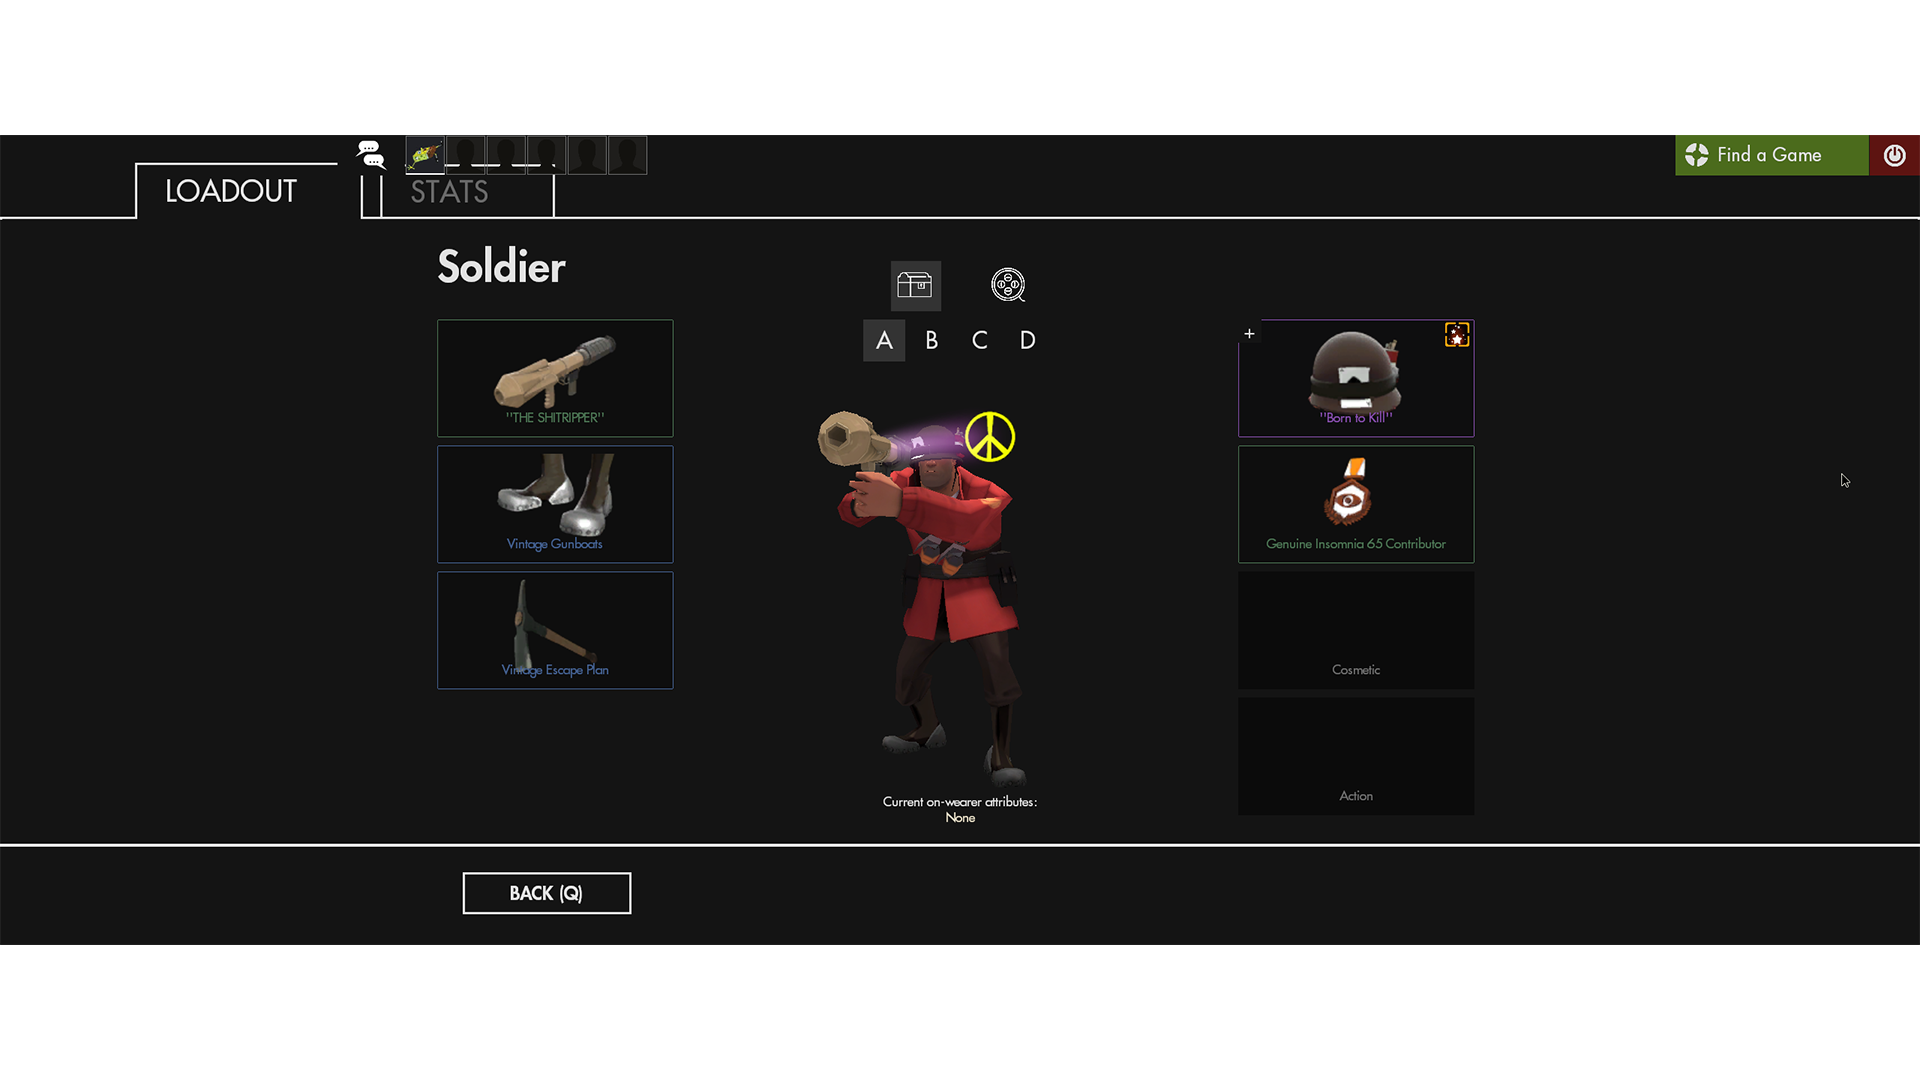 Find a Game
LOADOUT
STATS
Soldier
A B C D
+
"THE SHITRIPPER"
"Born to Kill"
Vintage Gunboats
Genuine Insomnia 65 Contributor
Vintage Escape Plan
Cosmetic
Action
Current on-wearer attributes:
None
BACK (Q)